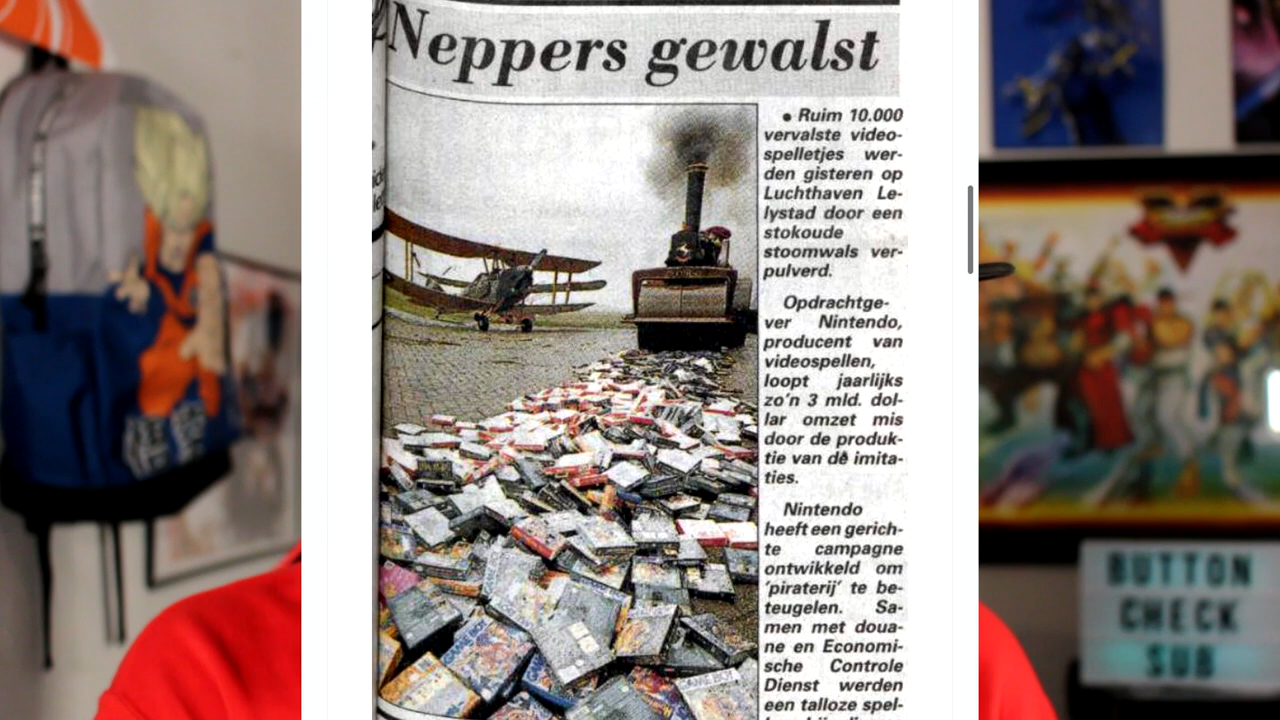 Neppers gewalst
● Ruim 10.000
vervalste video-
spelletjes wer-
den gisteren op
Luchthaven Le-
lystad door een
stokoude
stoomwals ver-
pulverd.
Opdrachtge-
ver Nintendo,
producent van
videospellen,
loopt jaarlijks
zo'n 3 mld. dol-
lar omzet mis
door de produk-
tie van de imita-
ties.
Nintendo
heeft een gerich-
te campagne
ontwikkeld om
'piraterij' te be-
teugelen. Sa-
men met doua-
ne en Economi-
sche Controle
Dienst werden
een talloze spel-
BUTTON
CHECK
SUB